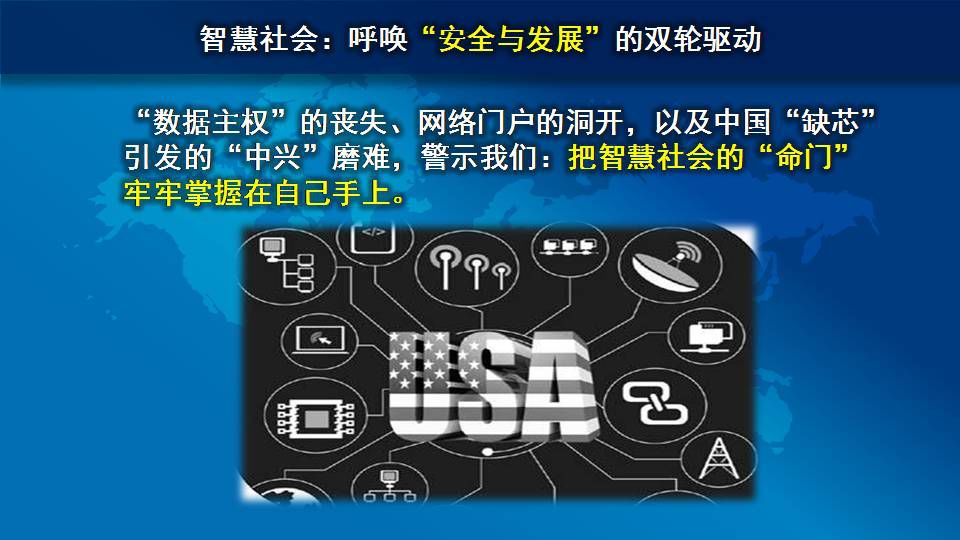 智慧社会：呼唤“安全与发展”的双轮驱动
“数据主权”的丧失、网络门户的洞开，以及中国“缺芯”
引发的“中兴”磨难，警示我们：把智慧社会的“命门”
牢牢掌握在自己手上。
</>
USA